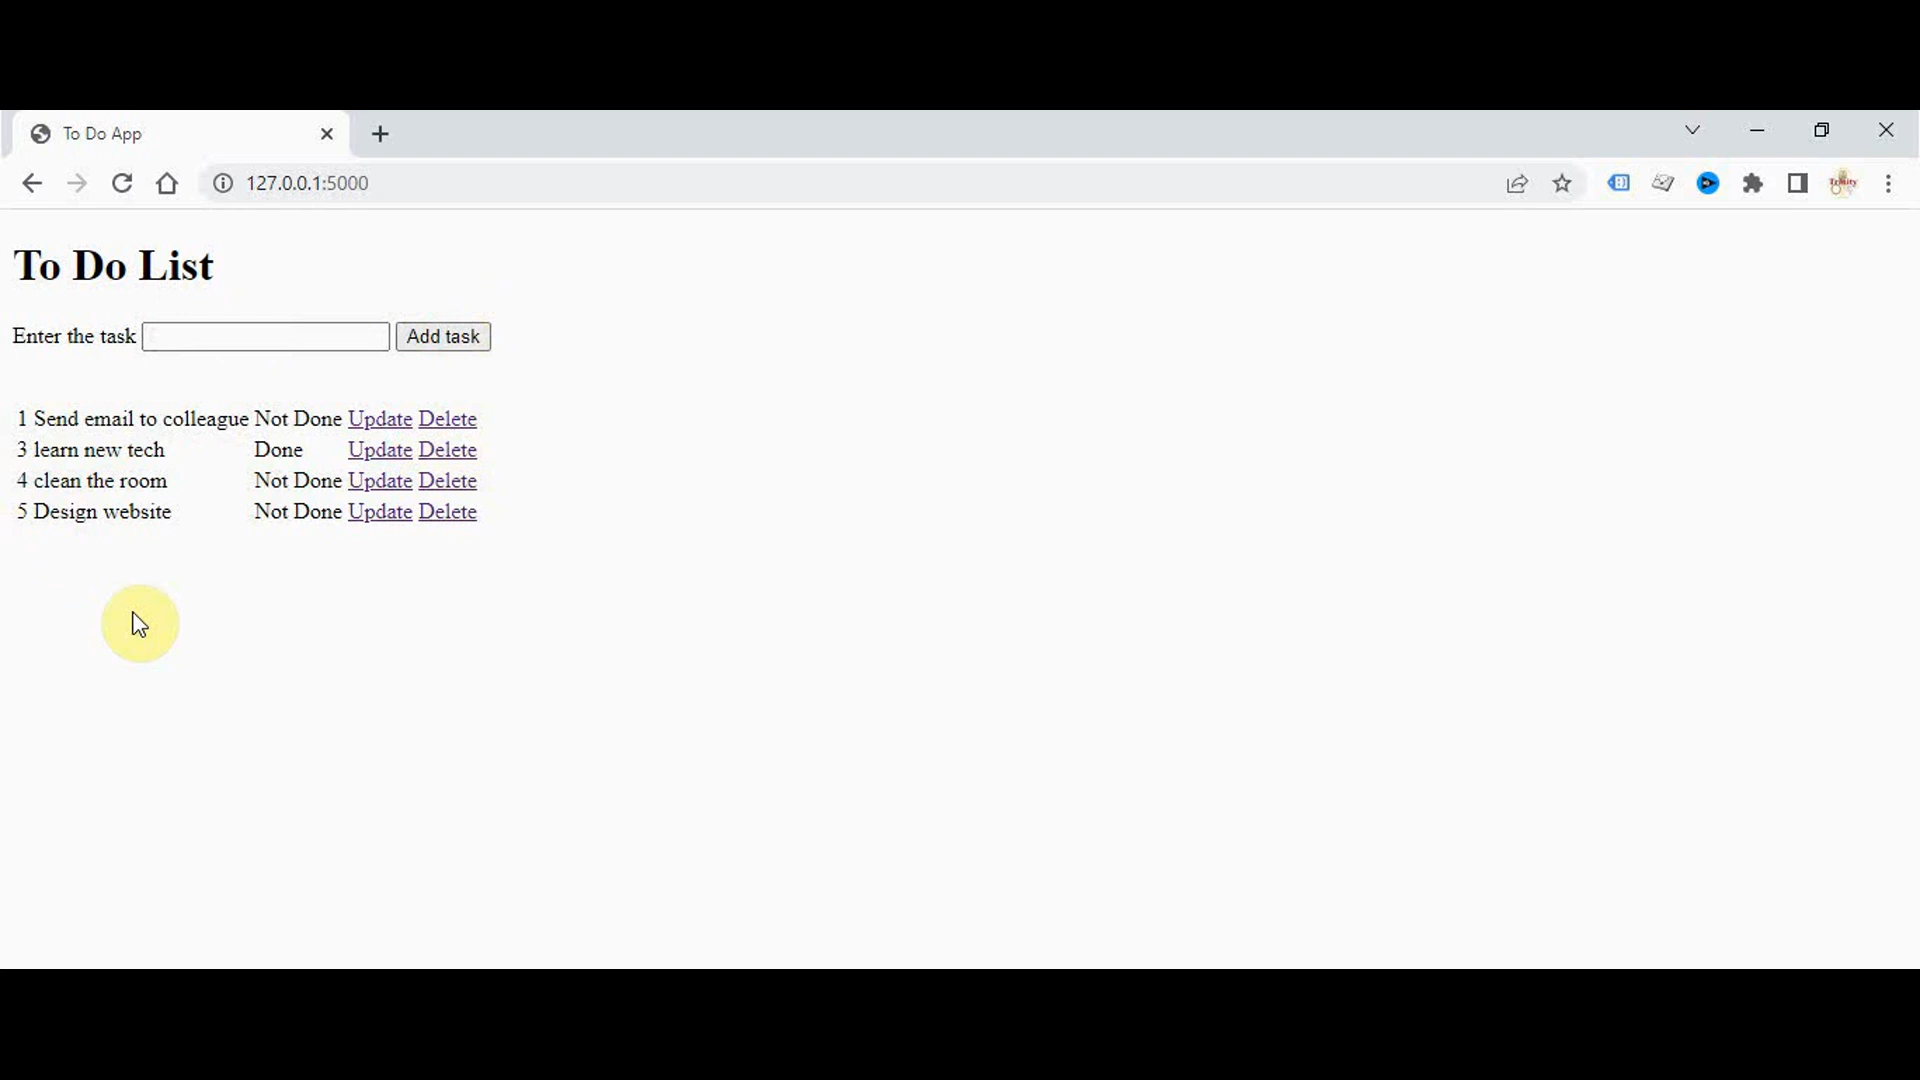 To Do App
127.0.0.1:5000
To Do List
Enter the task Add task
1 Send email to colleague Not Done Update Delete
3 learn new tech Done Update Delete
4 clean the room Not Done Update Delete
5 Design website Not Done Update Delete